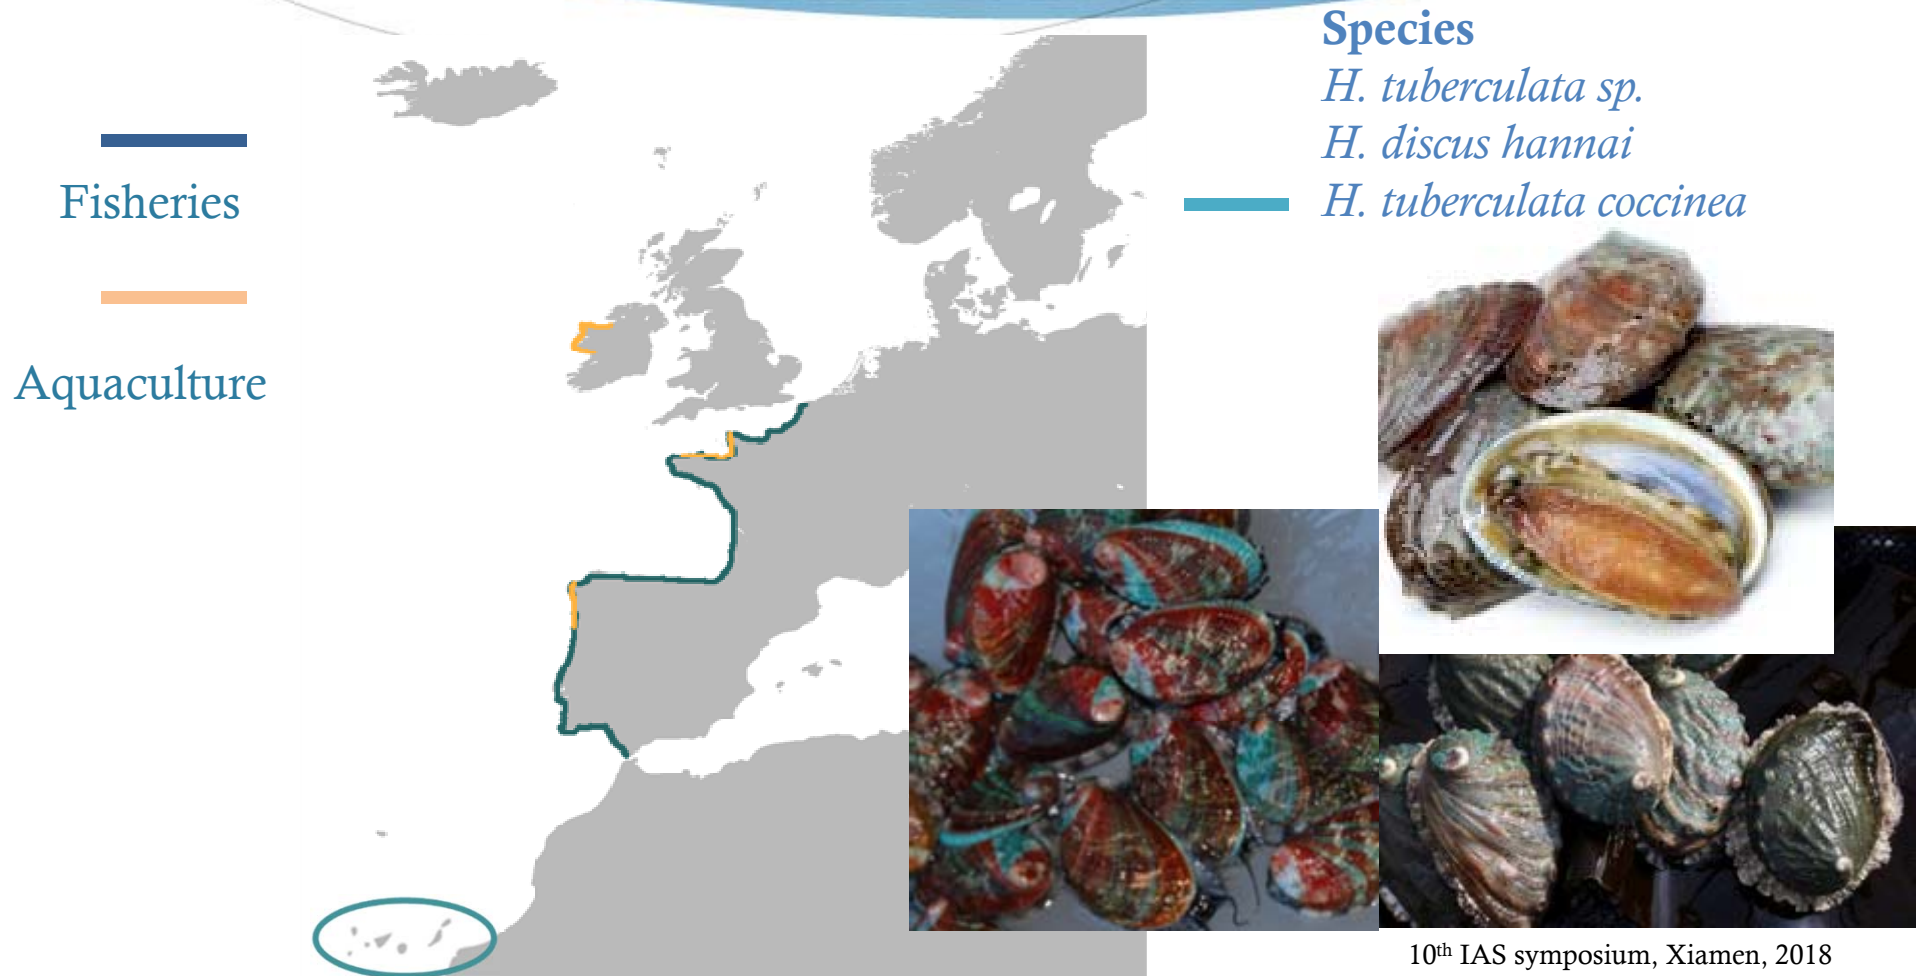 Species
H. tuberculata sp.
H. discus hannai
H. tuberculata coccinea
Fisheries
Aquaculture
10th IAS symposium, Xiamen, 2018